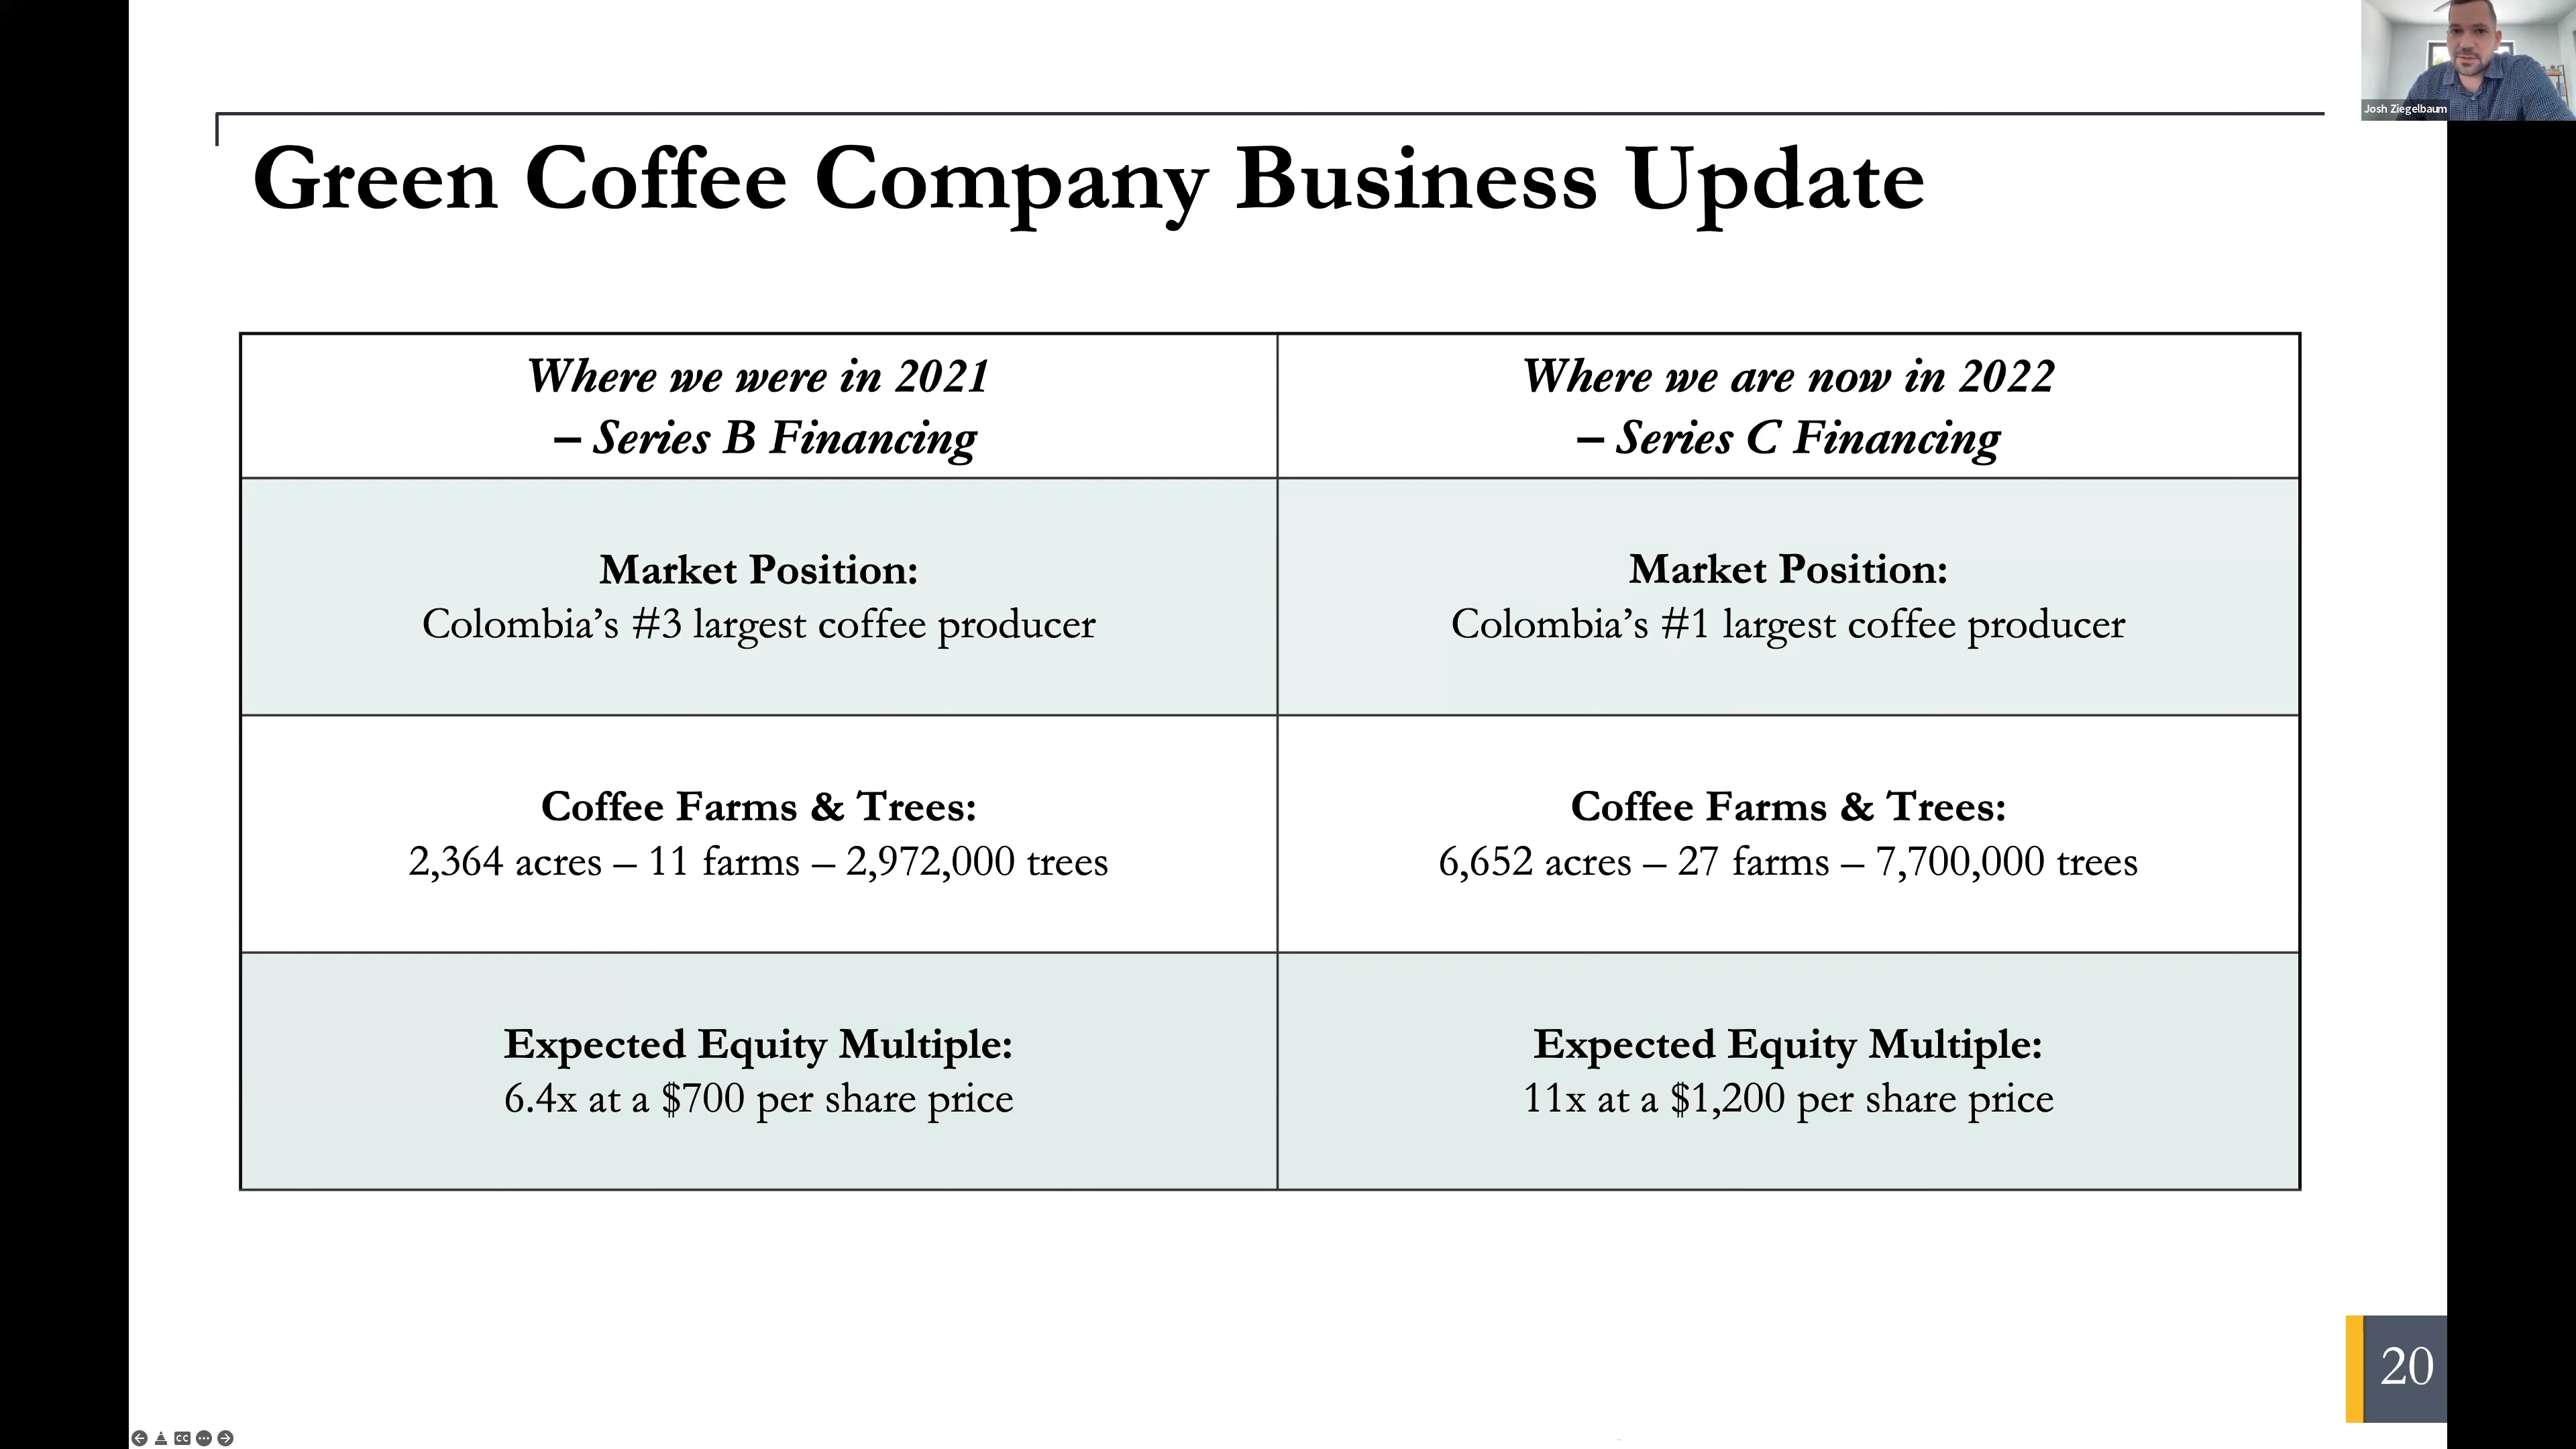 Josh Ziegelbaum
Green Coffee Company Business Update
Where we were in 2021
– Series B Financing
Where we are now in 2022
– Series C Financing
Market Position:
Colombia’s #3 largest coffee producer
Market Position:
Colombia’s #1 largest coffee producer
Coffee Farms & Trees:
2,364 acres – 11 farms – 2,972,000 trees
Coffee Farms & Trees:
6,652 acres – 27 farms – 7,700,000 trees
Expected Equity Multiple:
6.4x at a $700 per share price
Expected Equity Multiple:
11x at a $1,200 per share price
20
CC